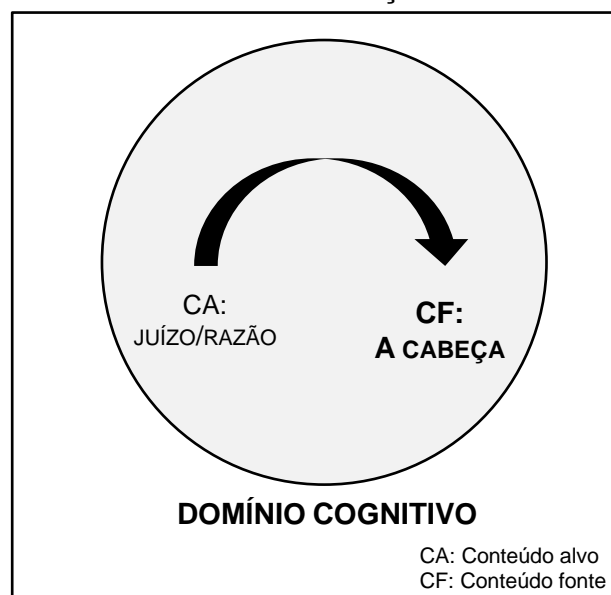 CA:
JUÍZO/RAZÃO
CF:
A CABEÇA
DOMÍNIO COGNITIVO
CA: Conteúdo alvo
CF: Conteúdo fonte